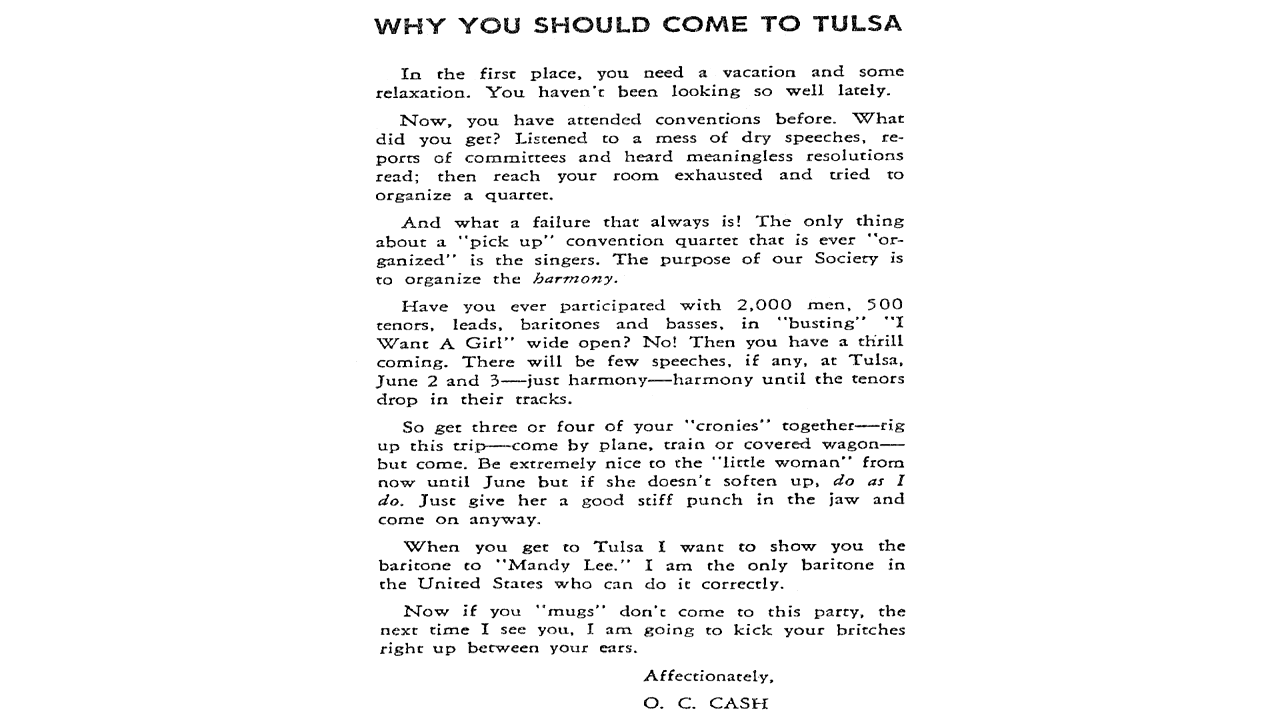 WHY YOU SHOULD COME TO TULSA
In the first place, you need a vacation and some
relaxation. You haven't been looking so well lately.
Now, you have attended conventions before. What
did you get? Listened to a mess of dry speeches, re-
ports of committees and heard meaningless resolutions
read; then reach your room exhausted and tried to
organize a quartet.
And what a failure that always is! The only thing
about a "pick up" convention quartet that is ever "or-
ganized" is the singers. The purpose of our Society is
to organize the harmony.
Have you ever participated with 2,000 men, 500
tenors, leads, baritones and basses, in "busting" "I
Want A Girl" wide open? No! Then you have a thrill
coming. There will be few speeches, if any, at Tulsa,
June 2 and 3—just harmony—harmony until the tenors
drop in their tracks.
So get three or four of your "cronies" together—rig
up this trip—come by plane, train or covered wagon—
but come. Be extremely nice to the "little woman" from
now until June but if she doesn't soften up, do as I
do. Just give her a good stiff punch in the jaw and
come on anyway.
When you get to Tulsa I want to show you the
baritone to "Mandy Lee." I am the only baritone in
the United States who can do it correctly.
Now if you "mugs" don't come to this party, the
next time I see you, I am going to kick your britches
right up between your ears.
Affectionately,
O. C. CASH